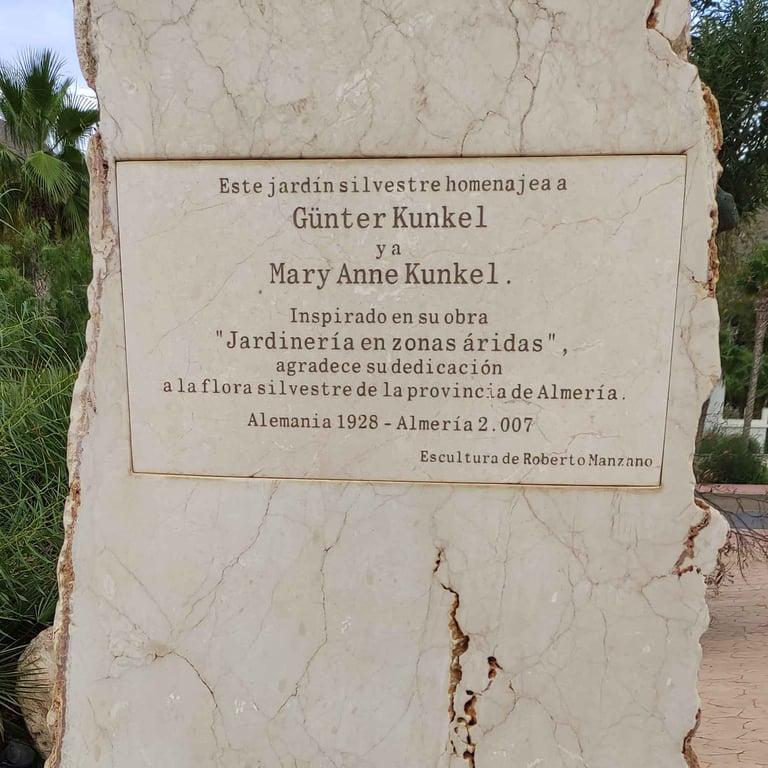 Este jardín silvestre homenajea a
Günter Kunkel
y a
Mary Anne Kunkel.
Inspirado en su obra
"Jardinería en zonas áridas",
agradece su dedicación
a la flora silvestre de la provincia de Almería.
Alemania 1928 - Almería 2.007
Escultura de Roberto Manzano